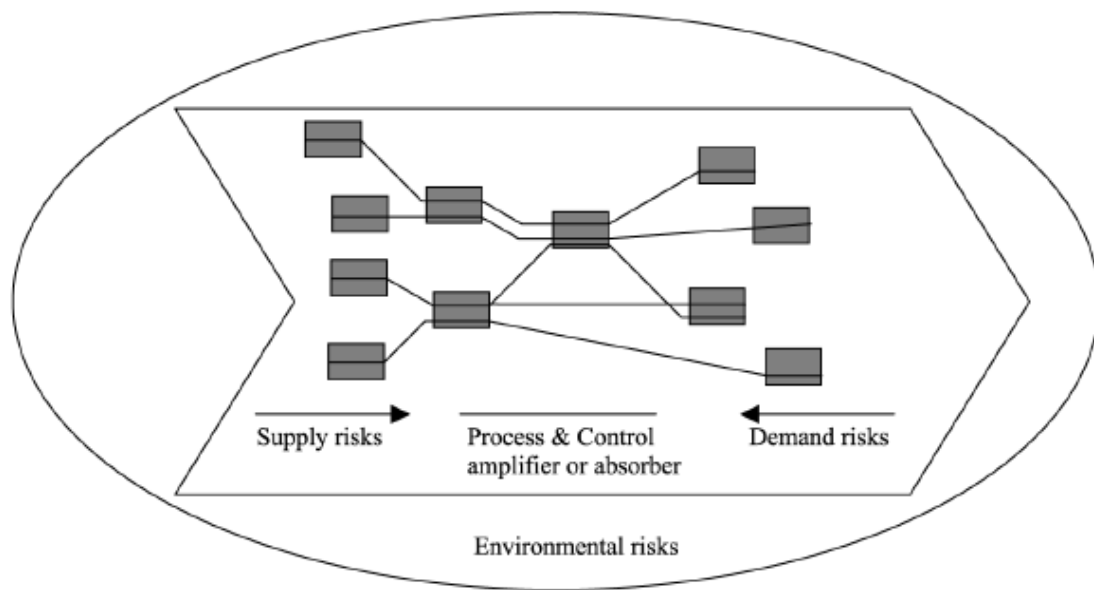 Supply risks
Process & Control
amplifier or absorber
Demand risks
Environmental risks